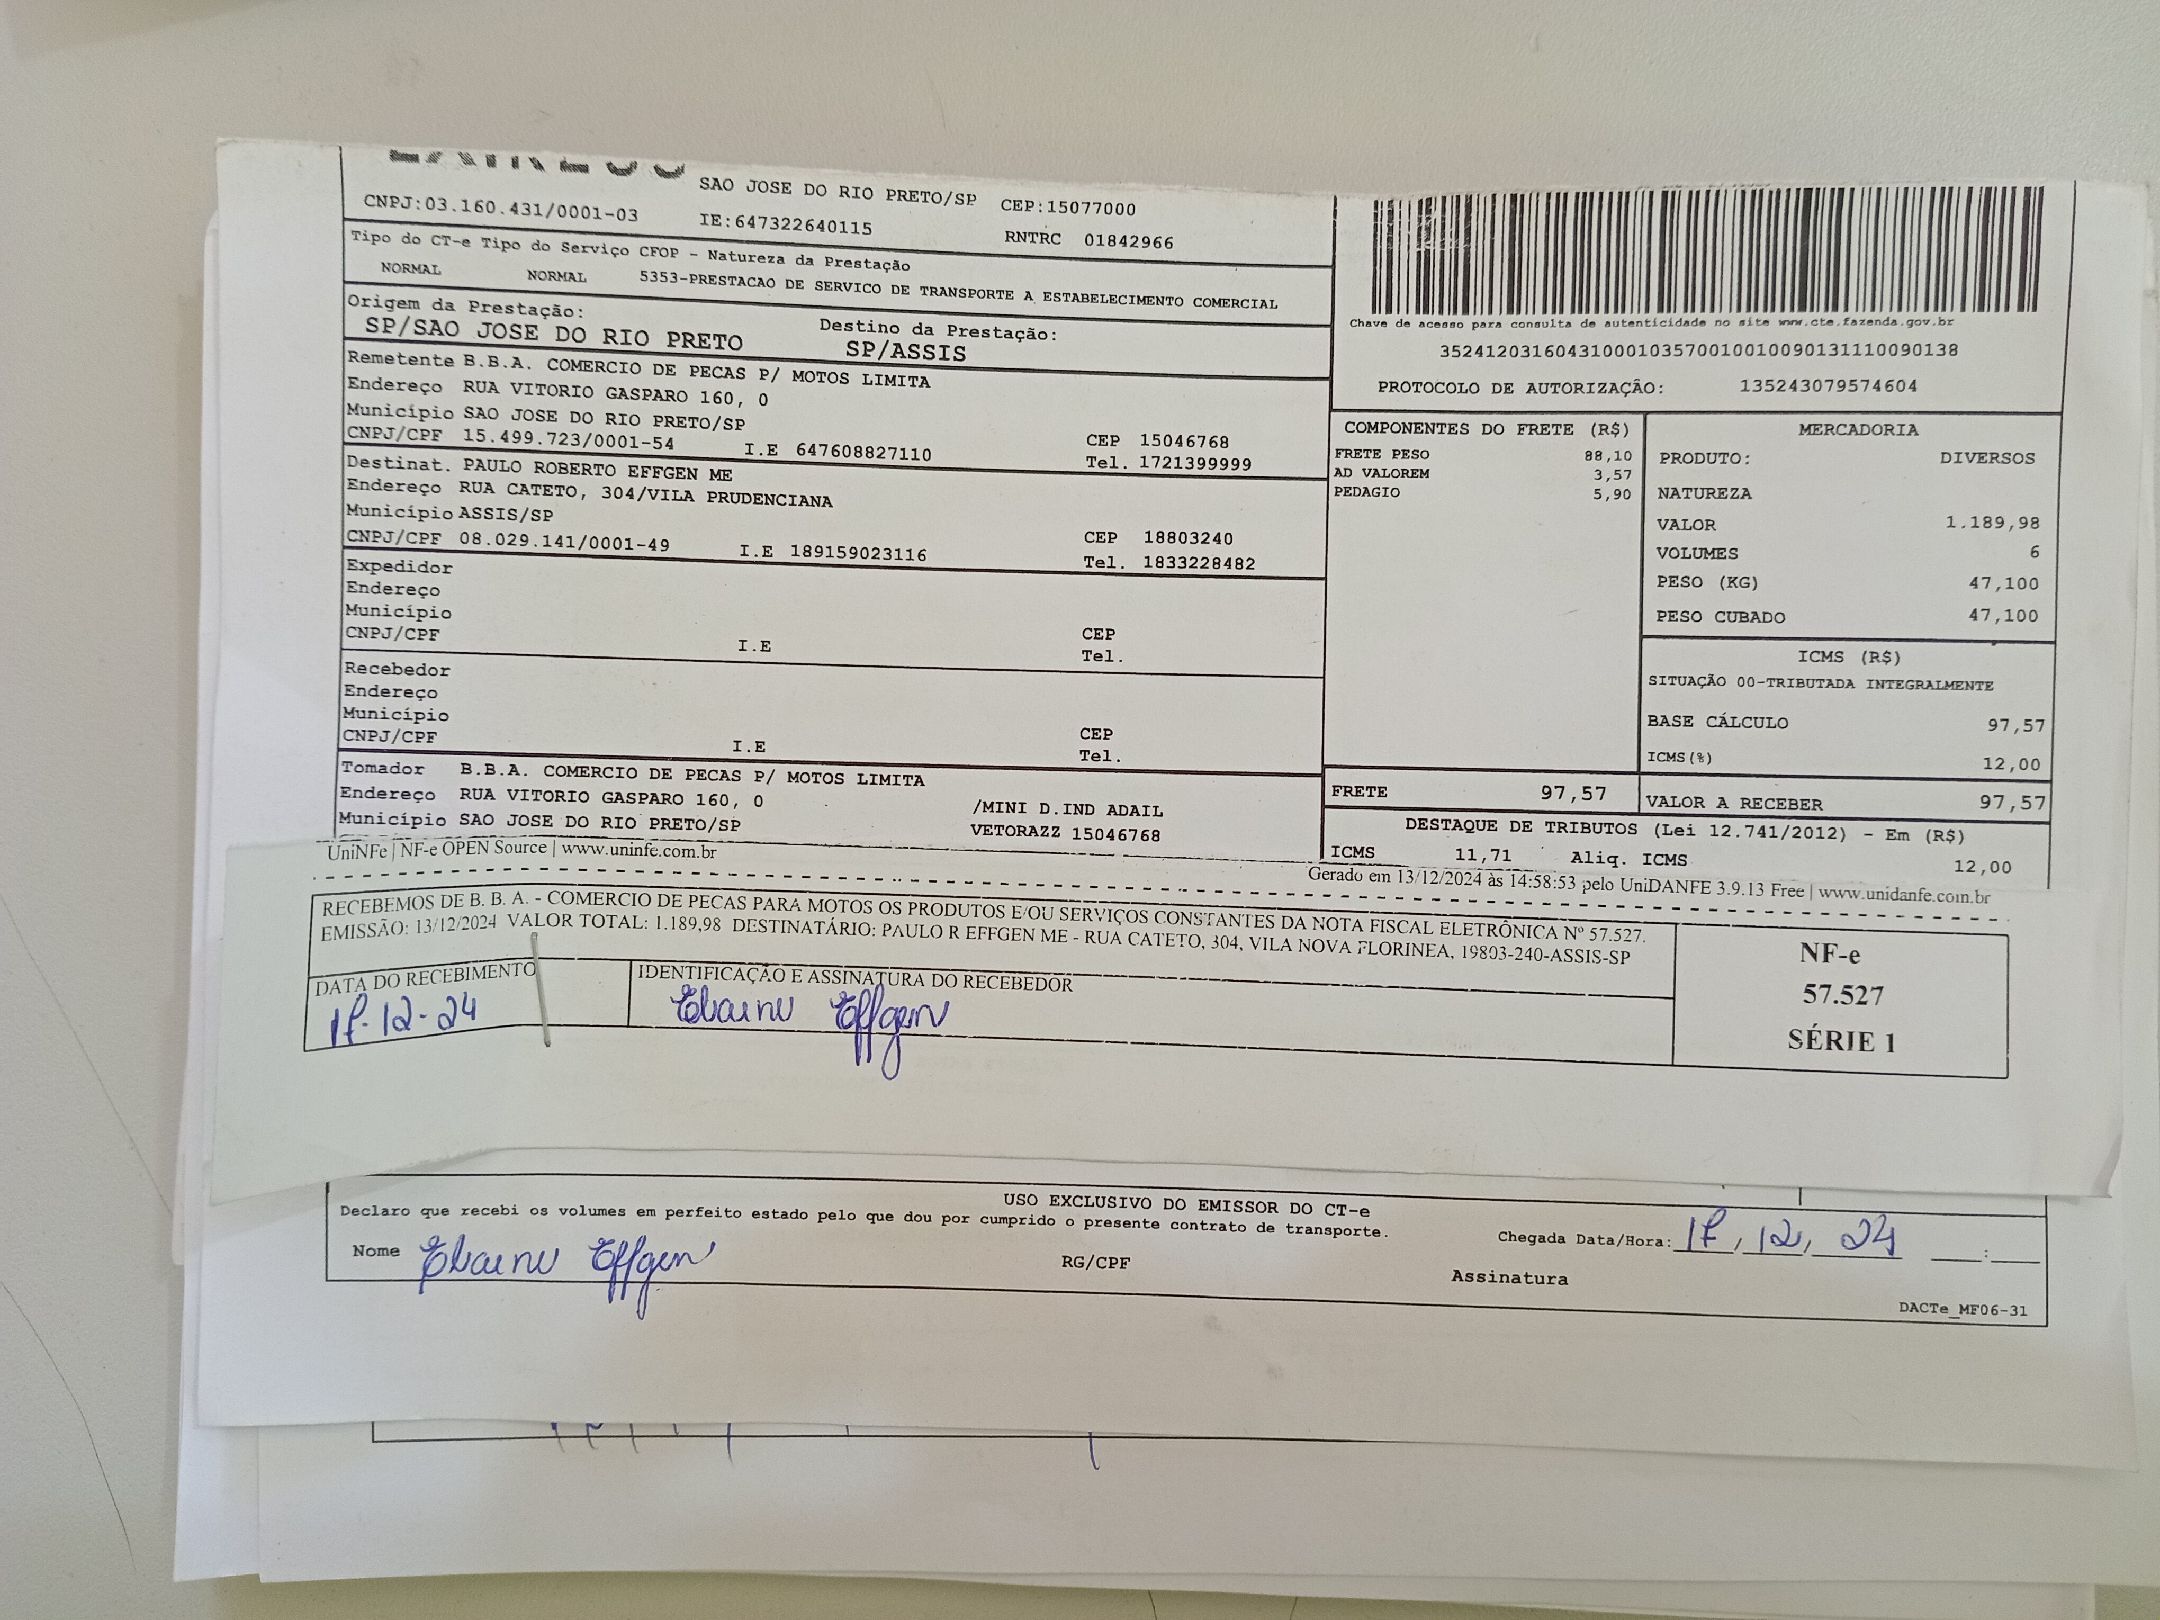 SAO JOSE DO RIO PRETO/SP CEP:15077000
CNPJ:03.160.431/0001-03 IE:647322640115 RNTRC 01842966
Tipo do CT-e Tipo do Serviço CFOP - Natureza da Prestação
NORMAL NORMAL 5353-PRESTACAO DE SERVICO DE TRANSPORTE A ESTABELECIMENTO COMERCIAL
Origem da Prestação: Destino da Prestação:
SP/SAO JOSE DO RIO PRETO SP/ASSIS
Remetente B.B.A. COMERCIO DE PECAS P/ MOTOS LIMITA
Endereço RUA VITORIO GASPARO 160, 0
Município SAO JOSE DO RIO PRETO/SP
CNPJ/CPF 15.499.723/0001-54 I.E 647608827110 CEP 15046768
Tel. 1721399999
Destinat. PAULO ROBERTO EFFGEN ME
Endereço RUA CATETO, 304/VILA PRUDENCIANA
Município ASSIS/SP
CNPJ/CPF 08.029.141/0001-49 I.E 189159023116 CEP 18803240
Tel. 1833228482
Expedidor
Endereço
Município
CNPJ/CPF I.E CEP
Tel.
Recebedor
Endereço
Município
CNPJ/CPF I.E CEP
Tel.
Tomador B.B.A. COMERCIO DE PECAS P/ MOTOS LIMITA
Endereço RUA VITORIO GASPARO 160, 0 /MINI D.IND ADAIL
Município SAO JOSE DO RIO PRETO/SP VETORAZZ 15046768
Chave de acesso para consulta de autenticidade no site www.cte.fazenda.gov.br
35241203160431000103570010010090131110090138
PROTOCOLO DE AUTORIZAÇÃO: 135243079574604
COMPONENTES DO FRETE (R$)
FRETE PESO 88,10
AD VALOREM 3,57
PEDAGIO 5,90
MERCADORIA
PRODUTO: DIVERSOS
NATUREZA
VALOR 1.189,98
VOLUMES 6
PESO (KG) 47,100
PESO CUBADO 47,100
ICMS (R$)
SITUAÇÃO 00-TRIBUTADA INTEGRALMENTE
BASE CÁLCULO 97,57
ICMS(%) 12,00
FRETE 97,57 VALOR A RECEBER 97,57
DESTAQUE DE TRIBUTOS (Lei 12.741/2012) - Em (R$)
ICMS 11,71 Aliq. ICMS 12,00
UniNFe | NF-e OPEN Source | www.uninfe.com.br
Gerado em 13/12/2024 às 14:58:53 pelo UniDANFE 3.9.13 Free | www.unidanfe.com.br
RECEBEMOS DE B. B. A. - COMERCIO DE PECAS PARA MOTOS OS PRODUTOS E/OU SERVIÇOS CONSTANTES DA NOTA FISCAL ELETRÔNICA Nº 57.527.
EMISSÃO: 13/12/2024 VALOR TOTAL: 1.189,98 DESTINATÁRIO: PAULO R EFFGEN ME - RUA CATETO, 304, VILA NOVA FLORINEA, 19803-240-ASSIS-SP
DATA DO RECEBIMENTO IDENTIFICAÇÃO E ASSINATURA DO RECEBEDOR
17-12-24 Elaine Effgen
NF-e
57.527
SÉRIE 1
USO EXCLUSIVO DO EMISSOR DO CT-e
Declaro que recebi os volumes em perfeito estado pelo que dou por cumprido o presente contrato de transporte.
Nome Elaine Effgen RG/CPF
Chegada Data/Hora: 17, 12, 24 ___:___
Assinatura
DACTe_MF06-31